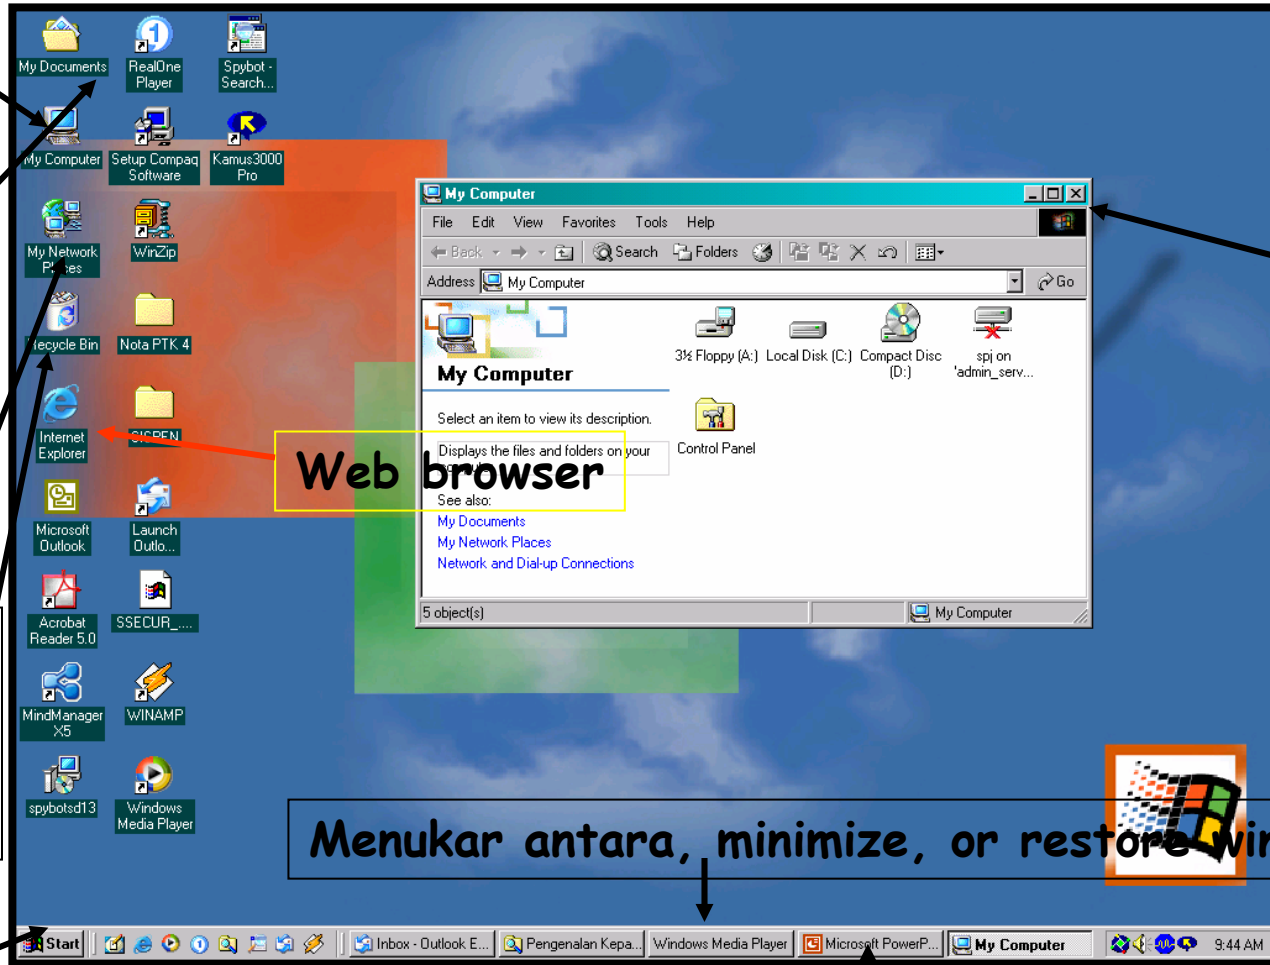 My Documents
RealOne
Player
Spybot -
Search...
My Computer
Setup Compaq
Software
Kamus3000
Pro
My Network
Places
WinZip
Recycle Bin
Nota PTK 4
Internet
Explorer
SISPEN
Microsoft
Outlook
Launch
Outlo...
Acrobat
Reader 5.0
SSECUR_....
MindManager
X5
WINAMP
spybotsd13
Windows
Media Player
My Computer
File Edit View Favorites Tools Help
Back Search Folders
Address My Computer Go
My Computer
Select an item to view its description.
Displays the files and folders on your
computer
See also:
My Documents
My Network Places
Network and Dial-up Connections
3½ Floppy (A:)
Local Disk (C:)
Compact Disc
(D:)
spj on
'admin_serv...
Control Panel
5 object(s)
My Computer
Web browser
Menukar antara, minimize, or restore win
Start
Inbox - Outlook E...
Pengenalan Kepa...
Windows Media Player
Microsoft PowerP...
My Computer
9:44 AM